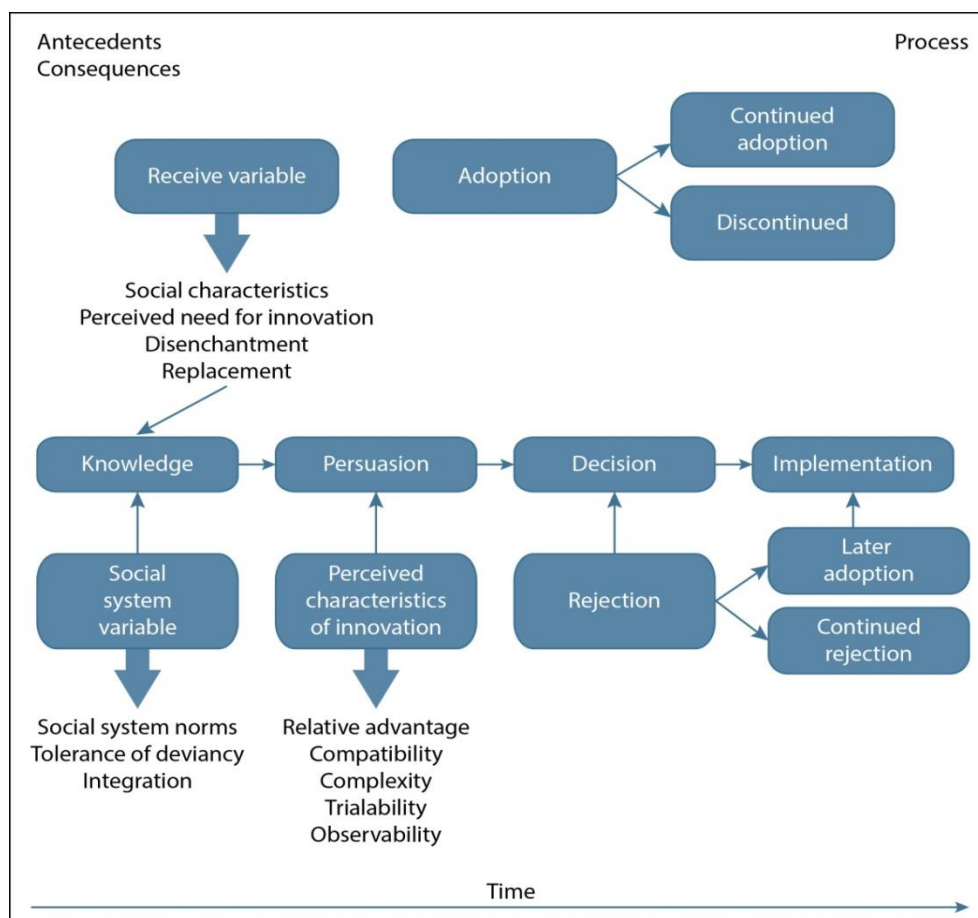 Antecedents
Consequences
Process
Receive variable
Adoption
Continued
adoption
Discontinued
Social characteristics
Perceived need for innovation
Disenchantment
Replacement
Knowledge
Persuasion
Decision
Implementation
Social
system
variable
Perceived
characteristics
of innovation
Rejection
Later
adoption
Continued
rejection
Social system norms
Tolerance of deviancy
Integration
Relative advantage
Compatibility
Complexity
Trialability
Observability
Time